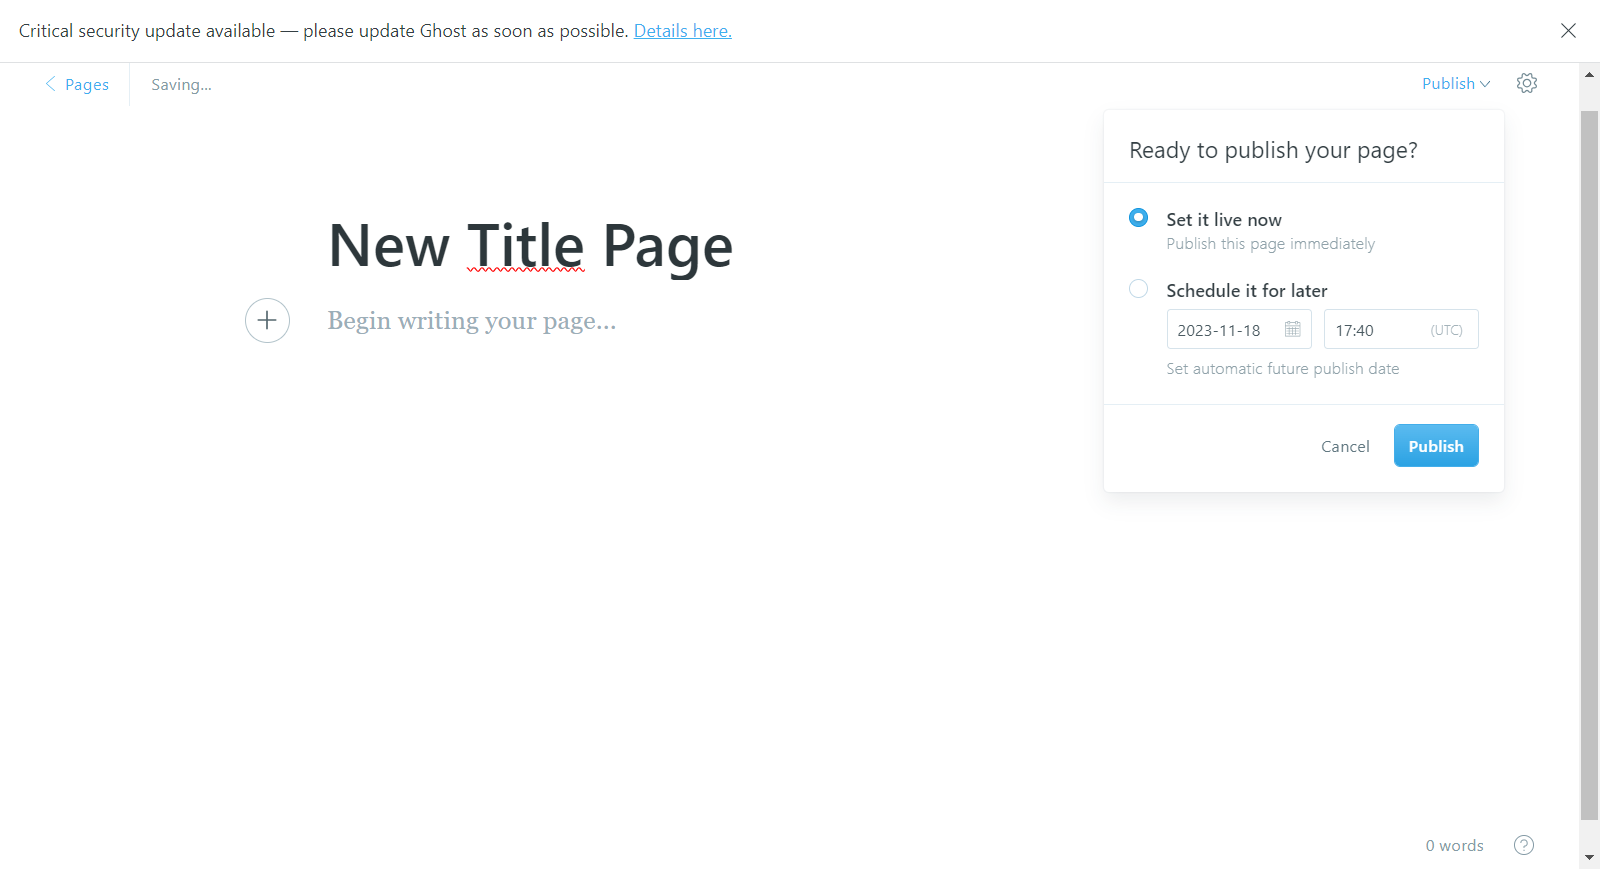 Critical security update available — please update Ghost as soon as possible. Details here.
Pages
Saving...
Publish
Ready to publish your page?
Set it live now
Publish this page immediately
New Title Page
Schedule it for later
Begin writing your page...
2023-11-18
17:40 (UTC)
Set automatic future publish date
Cancel
Publish
0 words
?